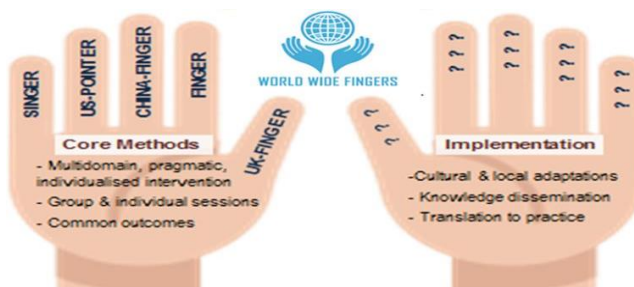 SINGER
US-POINTER
CHINA-FINGER
FINGER
UK-FINGER
Core Methods
- Multidomain, pragmatic,
individualised intervention
- Group & individual sessions
- Common outcomes
WORLD WIDE FINGERS
? ? ?
? ? ?
? ? ?
? ? ?
? ? ?
Implementation
-Cultural & local adaptations
- Knowledge dissemination
- Translation to practice